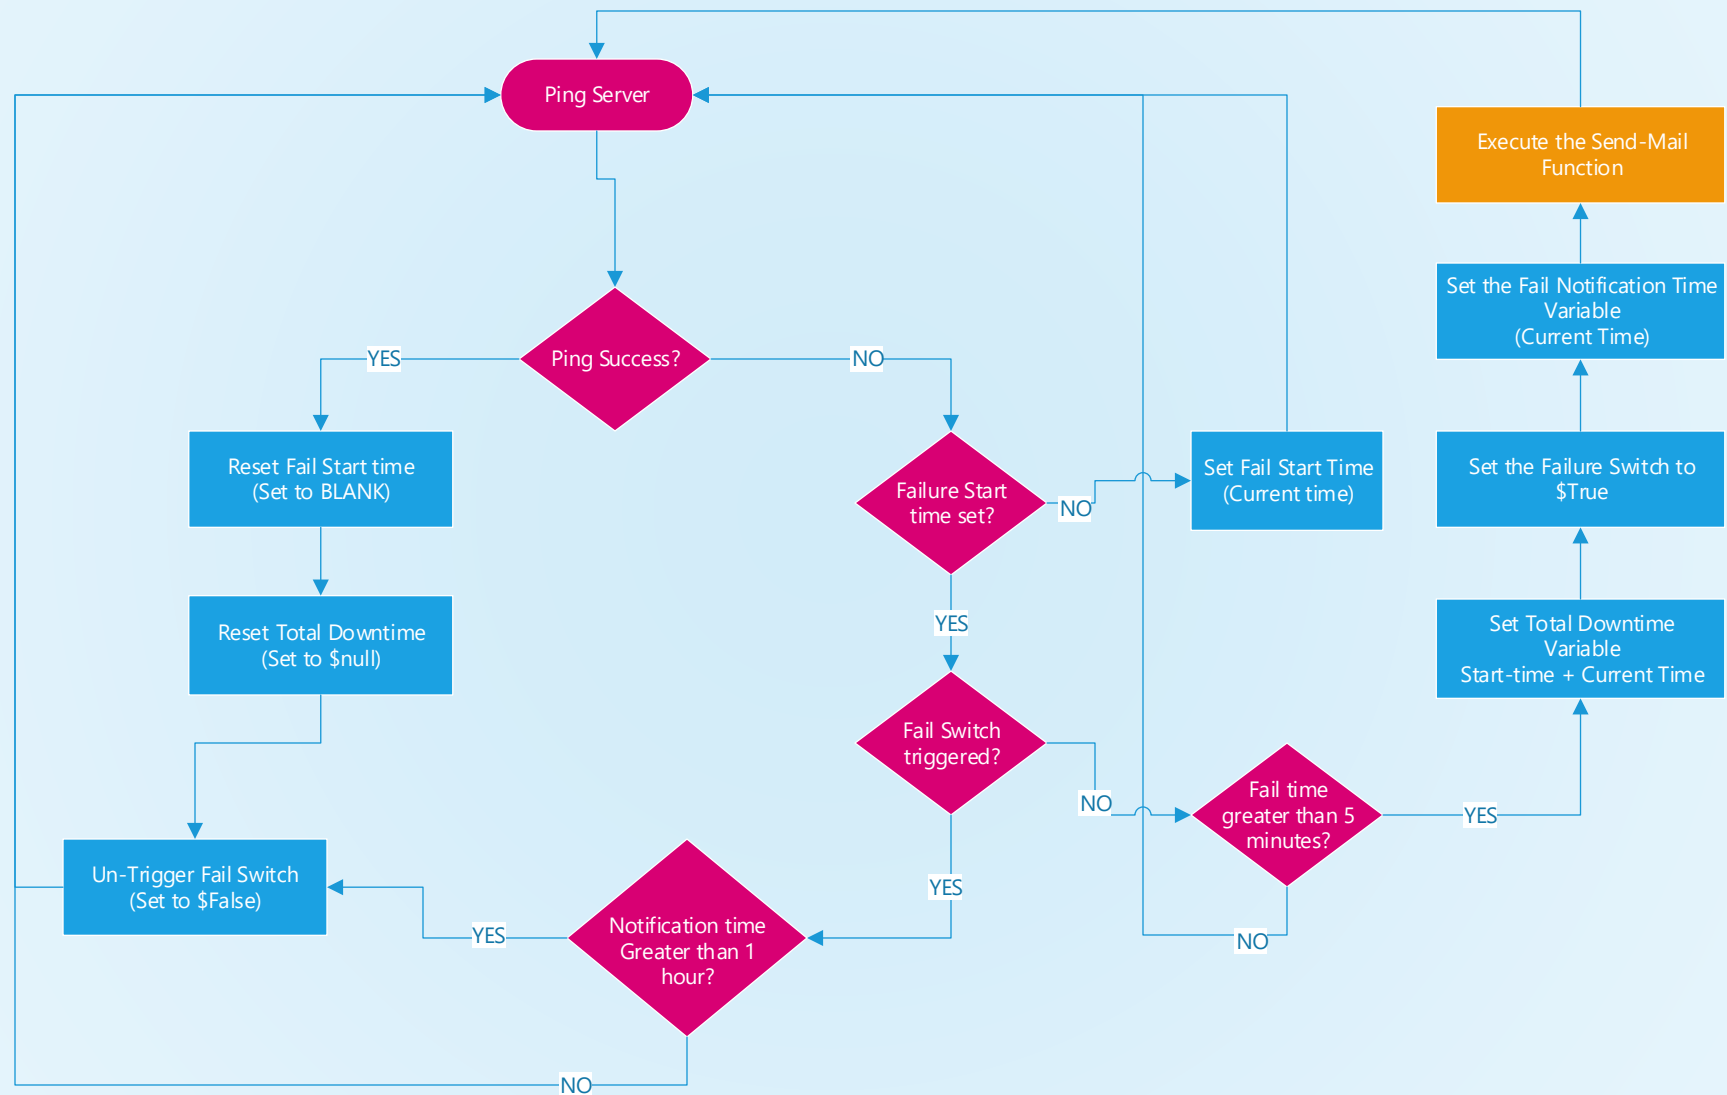 Ping Server
Execute the Send-Mail
Function
Set the Fail Notification Time
Variable
(Current Time)
Ping Success?
YES
NO
Reset Fail Start time
(Set to BLANK)
Failure Start
time set?
NO
Set Fail Start Time
(Current time)
Set the Failure Switch to
$True
YES
Reset Total Downtime
(Set to $null)
Set Total Downtime
Variable
Start-time + Current Time
Fail Switch
triggered?
NO
Fail time
greater than 5
minutes?
YES
Un-Trigger Fail Switch
(Set to $False)
YES
YES
Notification time
Greater than 1
hour?
NO
NO